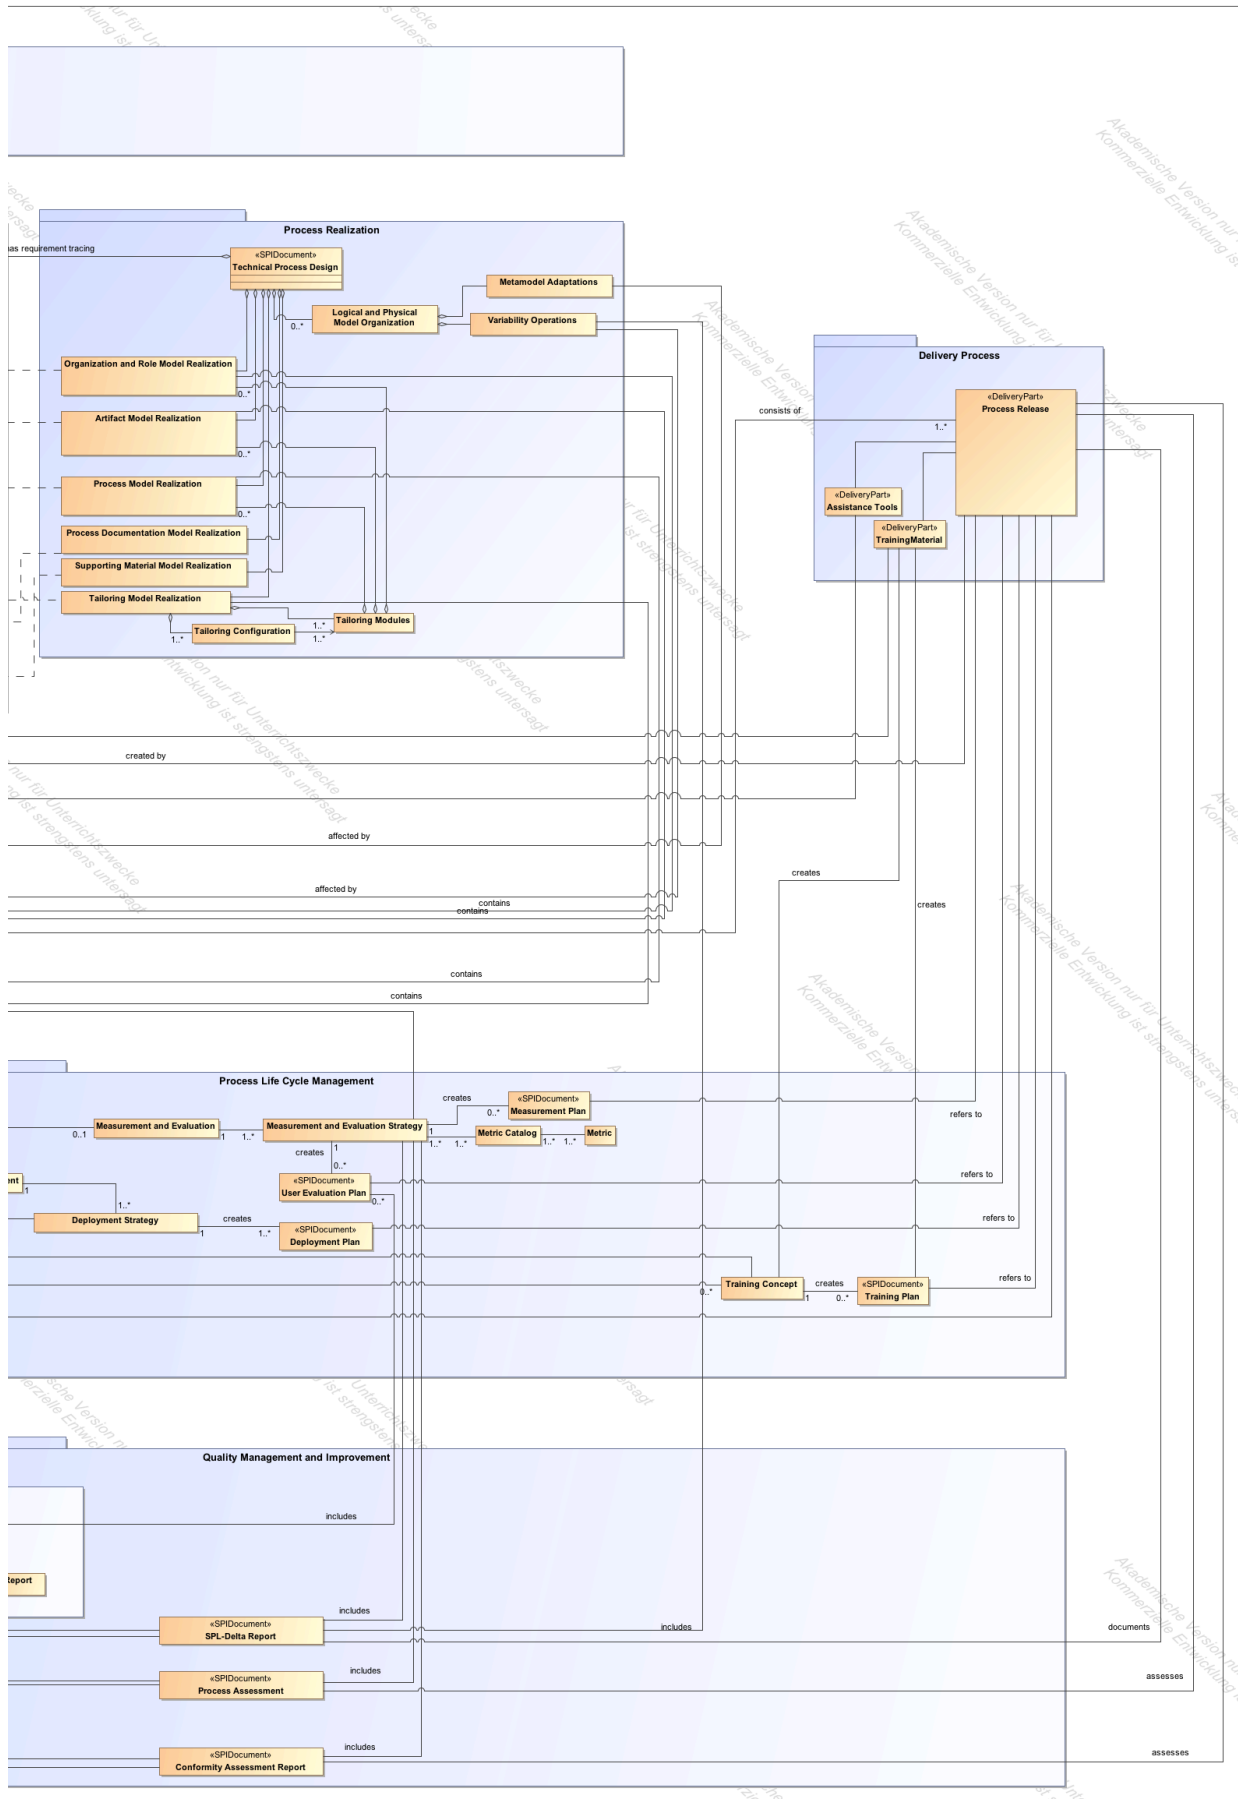 Process Realization
has requirement tracing
«SPIDocument»
Technical Process Design
Metamodel Adaptations
Logical and Physical
Model Organization
0..*
Variability Operations
Organization and Role Model Realization
0..*
Artifact Model Realization
0..*
Process Model Realization
0..*
Process Documentation Model Realization
Supporting Material Model Realization
Tailoring Model Realization
1..*
Tailoring Configuration
1..*
1..*
Tailoring Modules
Delivery Process
«DeliveryPart»
Process Release
consists of
1..*
«DeliveryPart»
Assistance Tools
«DeliveryPart»
TrainingMaterial
created by
affected by
affected by
contains
contains
contains
contains
creates
creates
Process Life Cycle Management
Measurement and Evaluation
0..1
1
1..*
Measurement and Evaluation Strategy
1
creates
0..*
«SPIDocument»
Measurement Plan
refers to
1..*
1..*
Metric Catalog
1..*
1..*
Metric
1
creates
0..*
«SPIDocument»
User Evaluation Plan
0..*
refers to
ent
1
1..*
Deployment Strategy
1
creates
1..*
«SPIDocument»
Deployment Plan
refers to
Training Concept
0..*
1
creates
0..*
«SPIDocument»
Training Plan
refers to
Quality Management and Improvement
includes
Report
«SPIDocument»
SPL-Delta Report
includes
includes
documents
«SPIDocument»
Process Assessment
includes
assesses
«SPIDocument»
Conformity Assessment Report
includes
assesses
Akademische Version nur für Unterrichtszwecke
Kommerzielle Entwicklung ist strengstens untersagt